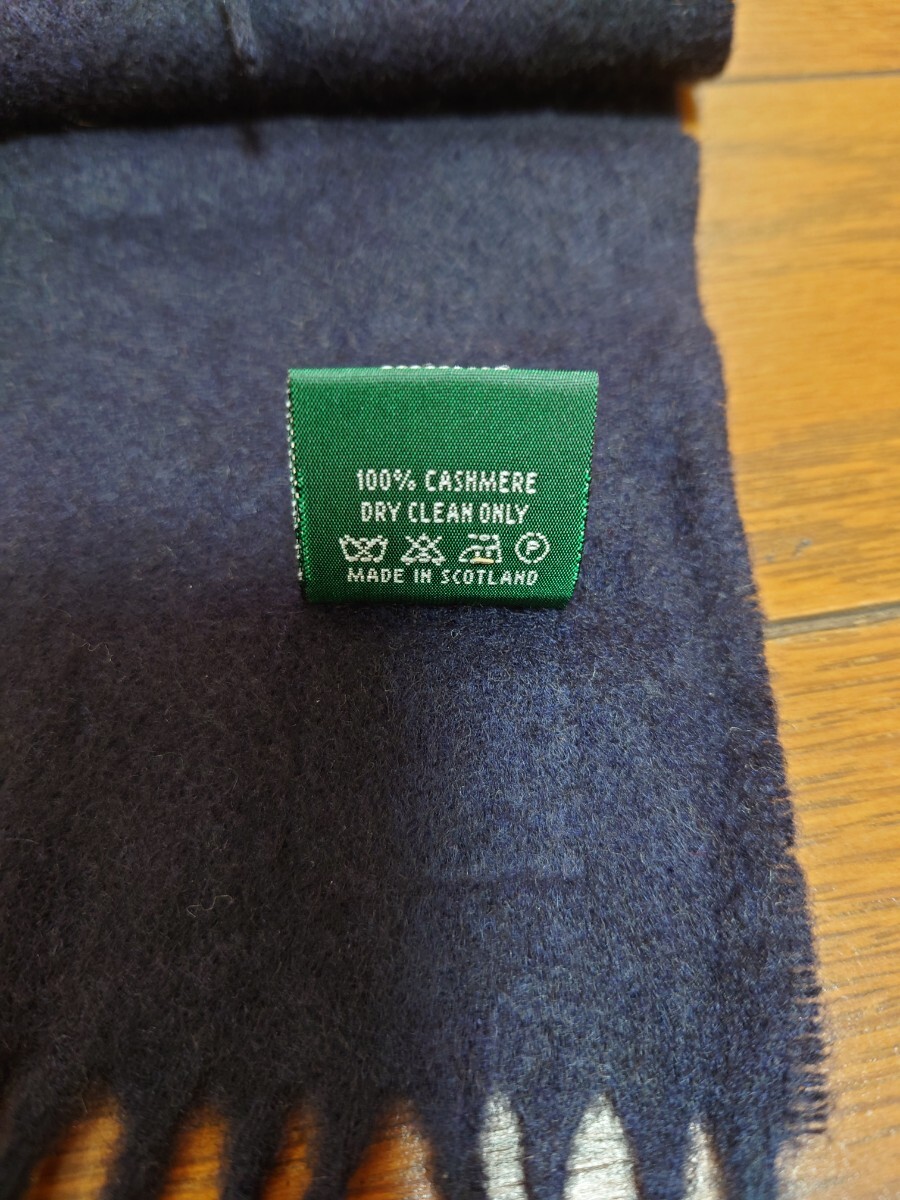 100% CASHMERE
DRY CLEAN ONLY
P
MADE IN SCOTLAND